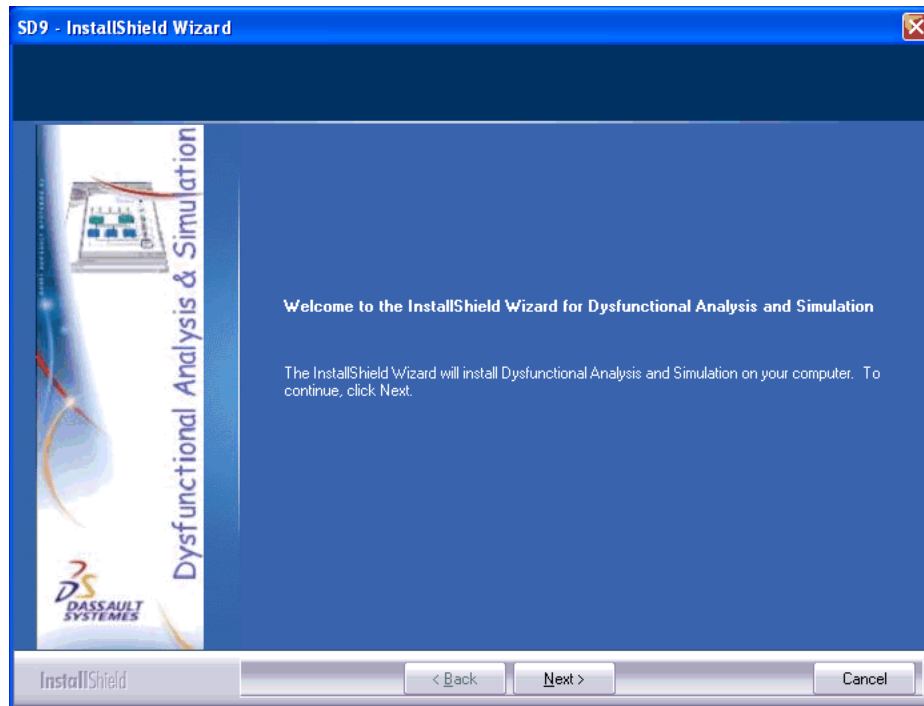 SD9 - InstallShield Wizard
Dysfunctional Analysis & Simulation
DASSAULT
SYSTEMES
Welcome to the InstallShield Wizard for Dysfunctional Analysis and Simulation
The InstallShield Wizard will install Dysfunctional Analysis and Simulation on your computer. To
continue, click Next.
InstallShield
< Back
Next >
Cancel